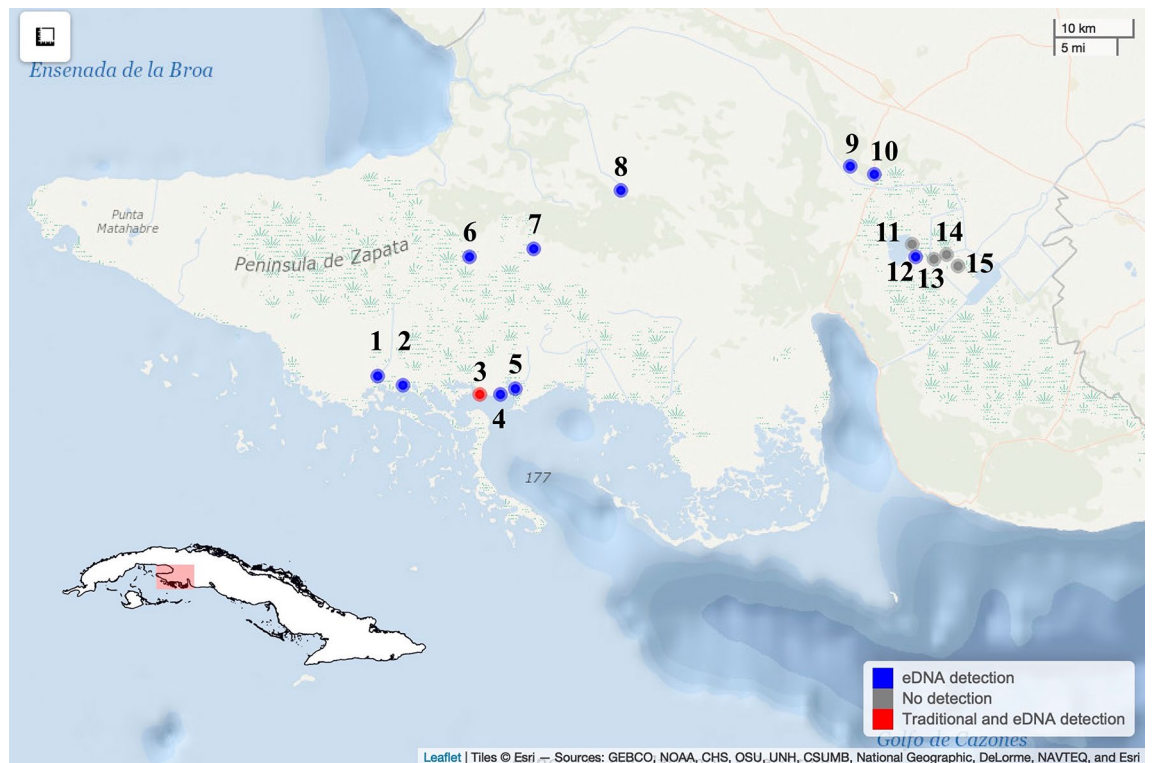 10 km
5 mi
Ensenada de la Broa
9
10
8
Punta
Matahabre
6
7
11
14
Peninsula de Zapata
12
13
15
1
2
3
5
4
177
eDNA detection
No detection
Traditional and eDNA detection
Golfo de Cazones
Leaflet | Tiles © Esri — Sources: GEBCO, NOAA, CHS, OSU, UNH, CSUMB, National Geographic, DeLorme, NAVTEQ, and Esri